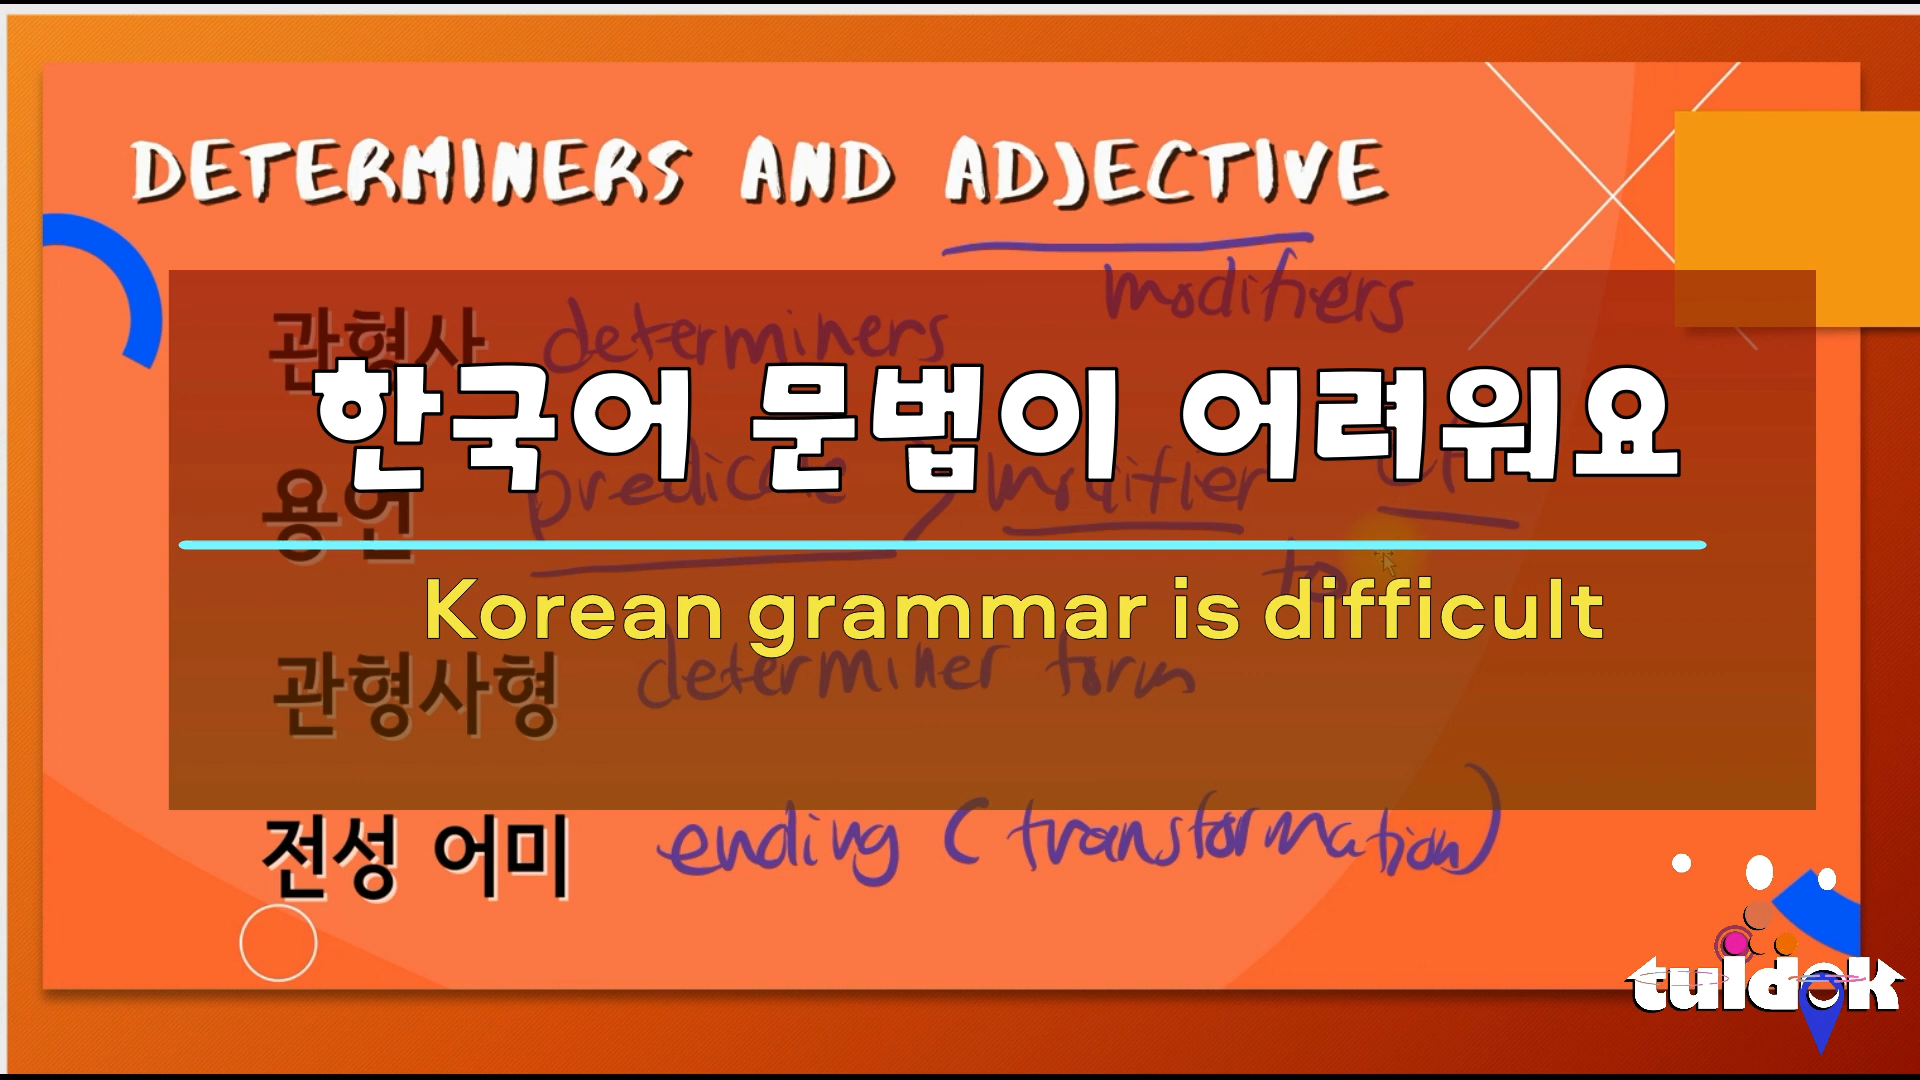 DETERMINERS AND ADJECTIVE
modifiers
관형사 determiners
한국어 문법이 어려워요
용언 predicate / modifier
to
Korean grammar is difficult
관형사형 determiner form
전성 어미 ending (transformation)
tuldok